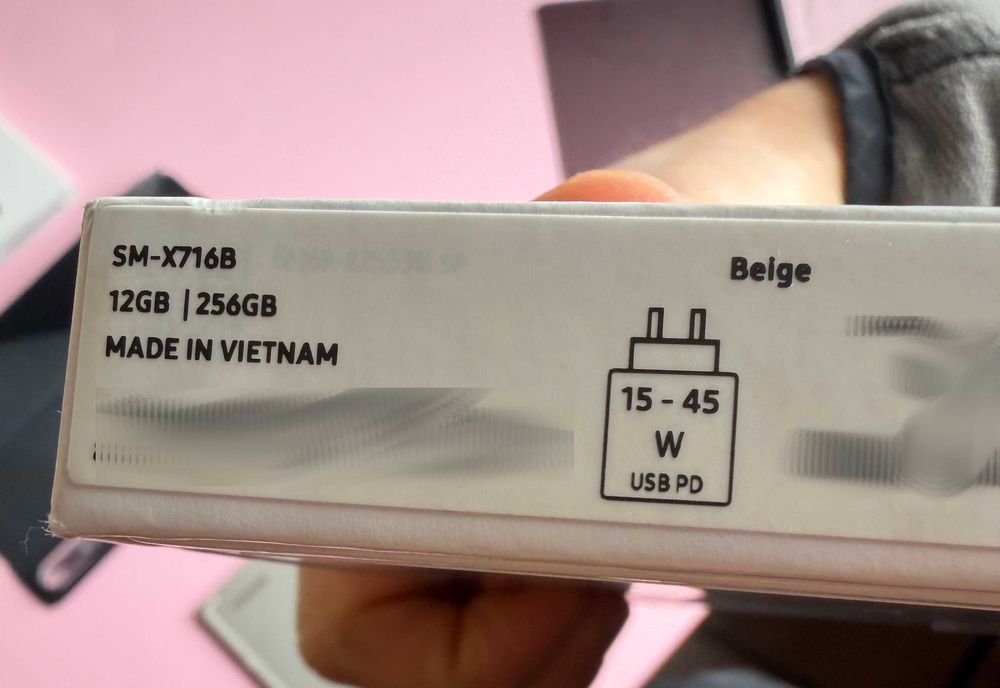 SM-X716B
12GB | 256GB
MADE IN VIETNAM
Beige
15 - 45
W
USB PD